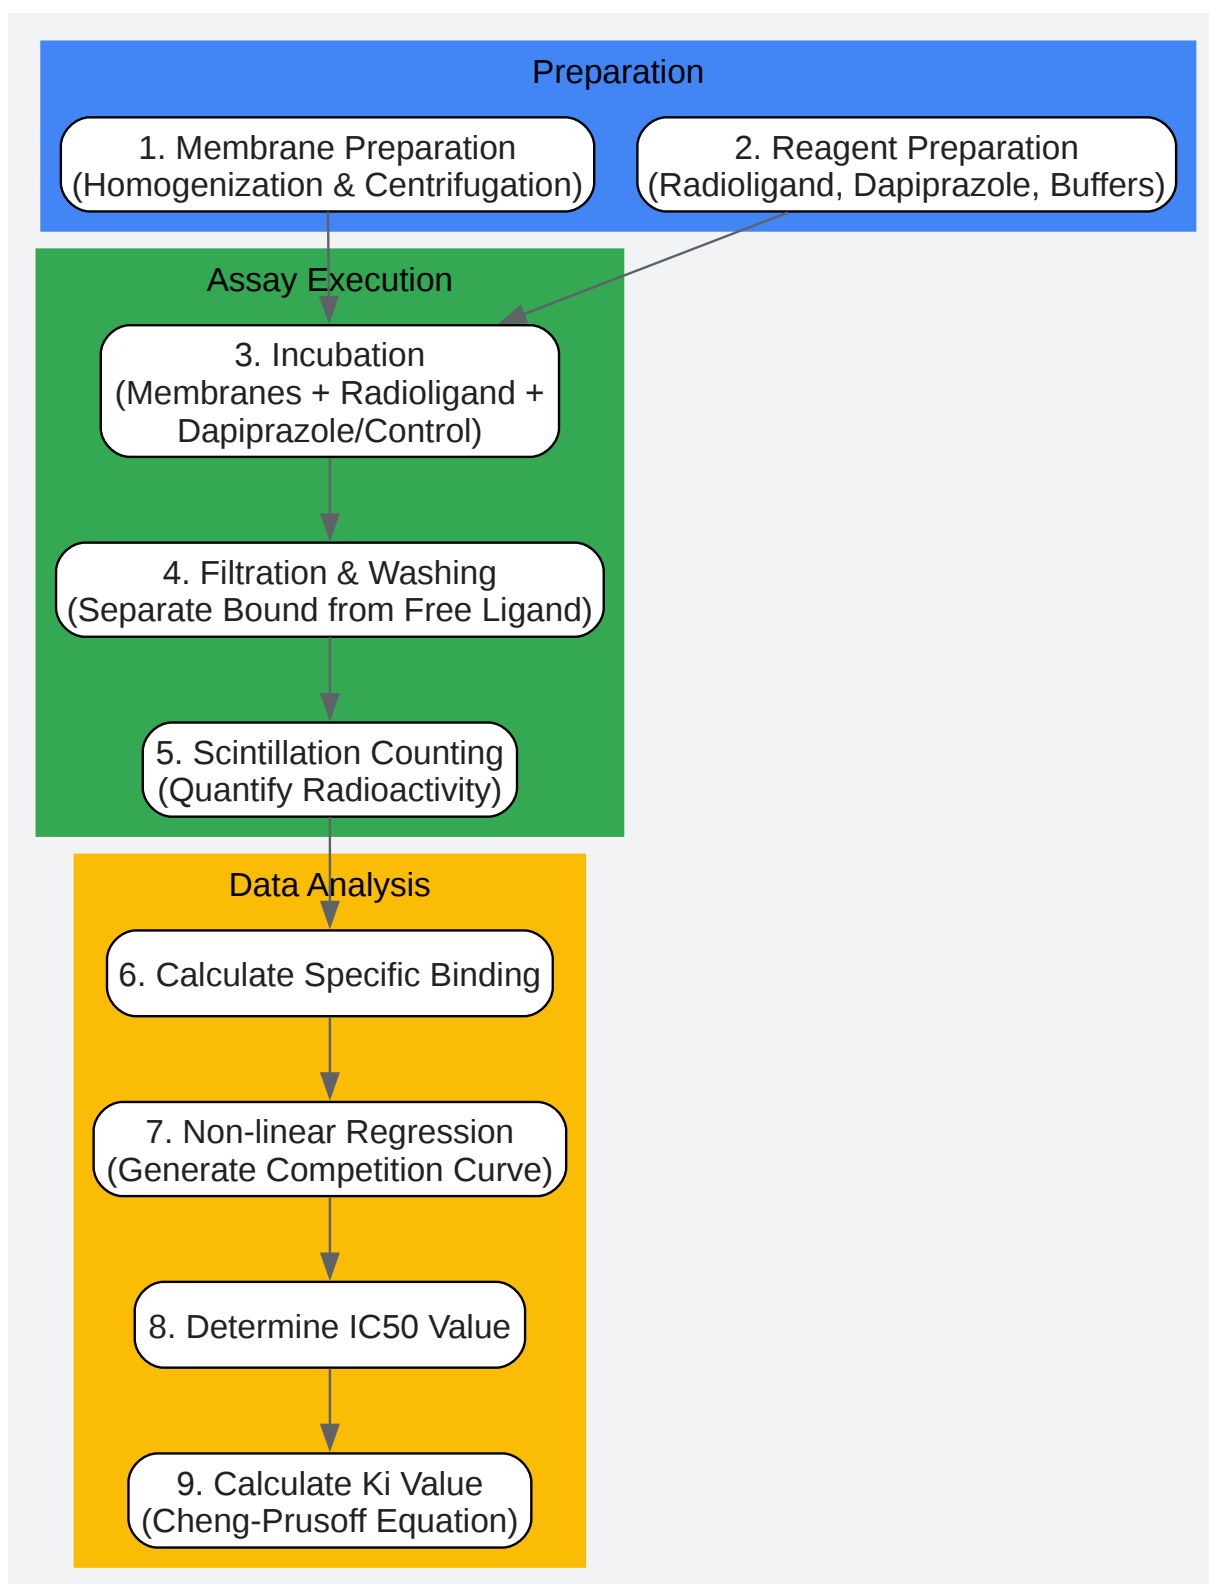 Preparation
1. Membrane Preparation
(Homogenization & Centrifugation)
2. Reagent Preparation
(Radioligand, Dapiprazole, Buffers)
Assay Execution
3. Incubation
(Membranes + Radioligand +
Dapiprazole/Control)
4. Filtration & Washing
(Separate Bound from Free Ligand)
5. Scintillation Counting
(Quantify Radioactivity)
Data Analysis
6. Calculate Specific Binding
7. Non-linear Regression
(Generate Competition Curve)
8. Determine IC50 Value
9. Calculate Ki Value
(Cheng-Prusoff Equation)